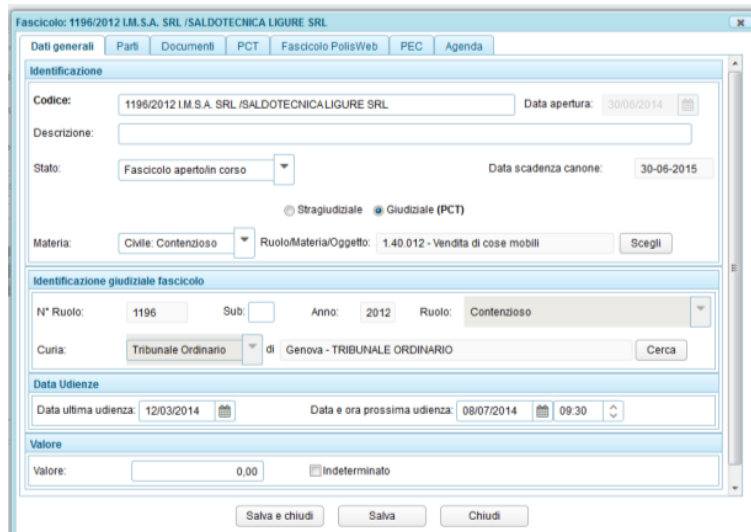 Fascicolo: 1196/2012 I.M.S.A. SRL /SALDOTECNICA LIGURE SRL
Dati generali Parti Documenti PCT Fascicolo PolisWeb PEC Agenda
Identificazione
Codice: 1196/2012 I.M.S.A. SRL /SALDOTECNICA LIGURE SRL Data apertura: 30/06/2014
Descrizione:
Stato: Fascicolo aperto/in corso Data scadenza canone: 30-06-2015
Stragiudiziale Giudiziale (PCT)
Materia: Civile: Contenzioso Ruolo/Materia/Oggetto: 1.40.012 - Vendita di cose mobili Scegli
Identificazione giudiziale fascicolo
N° Ruolo: 1196 Sub: Anno: 2012 Ruolo: Contenzioso
Curia: Tribunale Ordinario di Genova - TRIBUNALE ORDINARIO Cerca
Data Udienze
Data ultima udienza: 12/03/2014 Data e ora prossima udienza: 08/07/2014 09:30
Valore
Valore: 0,00 Indeterminato
Salva e chiudi Salva Chiudi